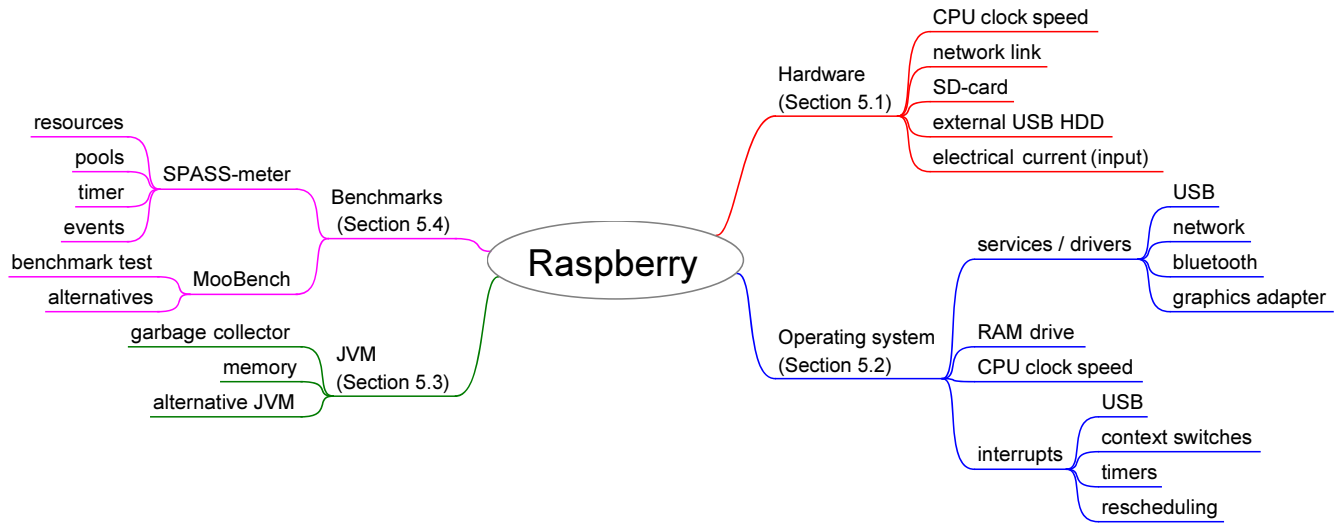 Raspberry
Hardware
(Section 5.1)
CPU clock speed
network link
SD-card
external USB HDD
electrical current (input)
Operating system
(Section 5.2)
services / drivers
USB
network
bluetooth
graphics adapter
RAM drive
CPU clock speed
interrupts
USB
context switches
timers
rescheduling
Benchmarks
(Section 5.4)
SPASS-meter
resources
pools
timer
events
MooBench
benchmark test
alternatives
JVM
(Section 5.3)
garbage collector
memory
alternative JVM